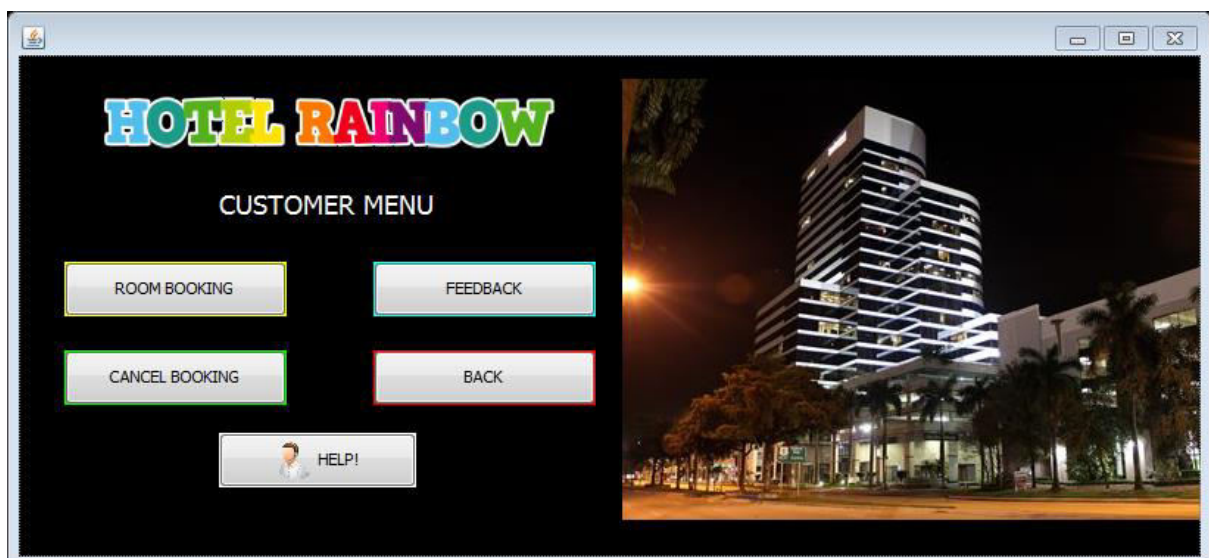 HOTEL RAINBOW
CUSTOMER MENU
ROOM BOOKING
FEEDBACK
CANCEL BOOKING
BACK
HELP!